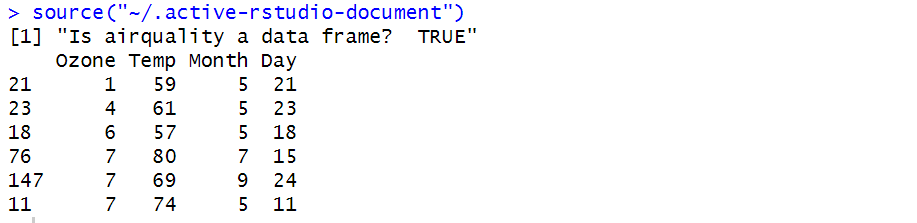 > source("~/.active-rstudio-document")
[1] "Is airquality a data frame?  TRUE"
    Ozone Temp Month Day
21      1   59     5  21
23      4   61     5  23
18      6   57     5  18
76      7   80     7  15
147     7   69     9  24
11      7   74     5  11